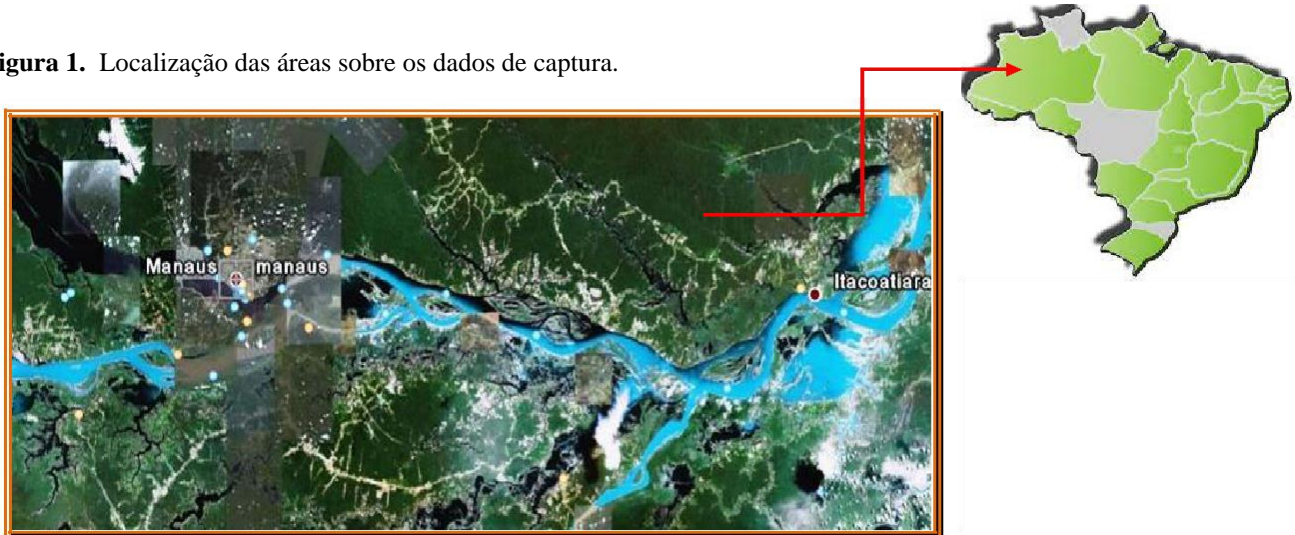 igura 1. Localização das áreas sobre os dados de captura.
Manaus manaus
Itacoatiara